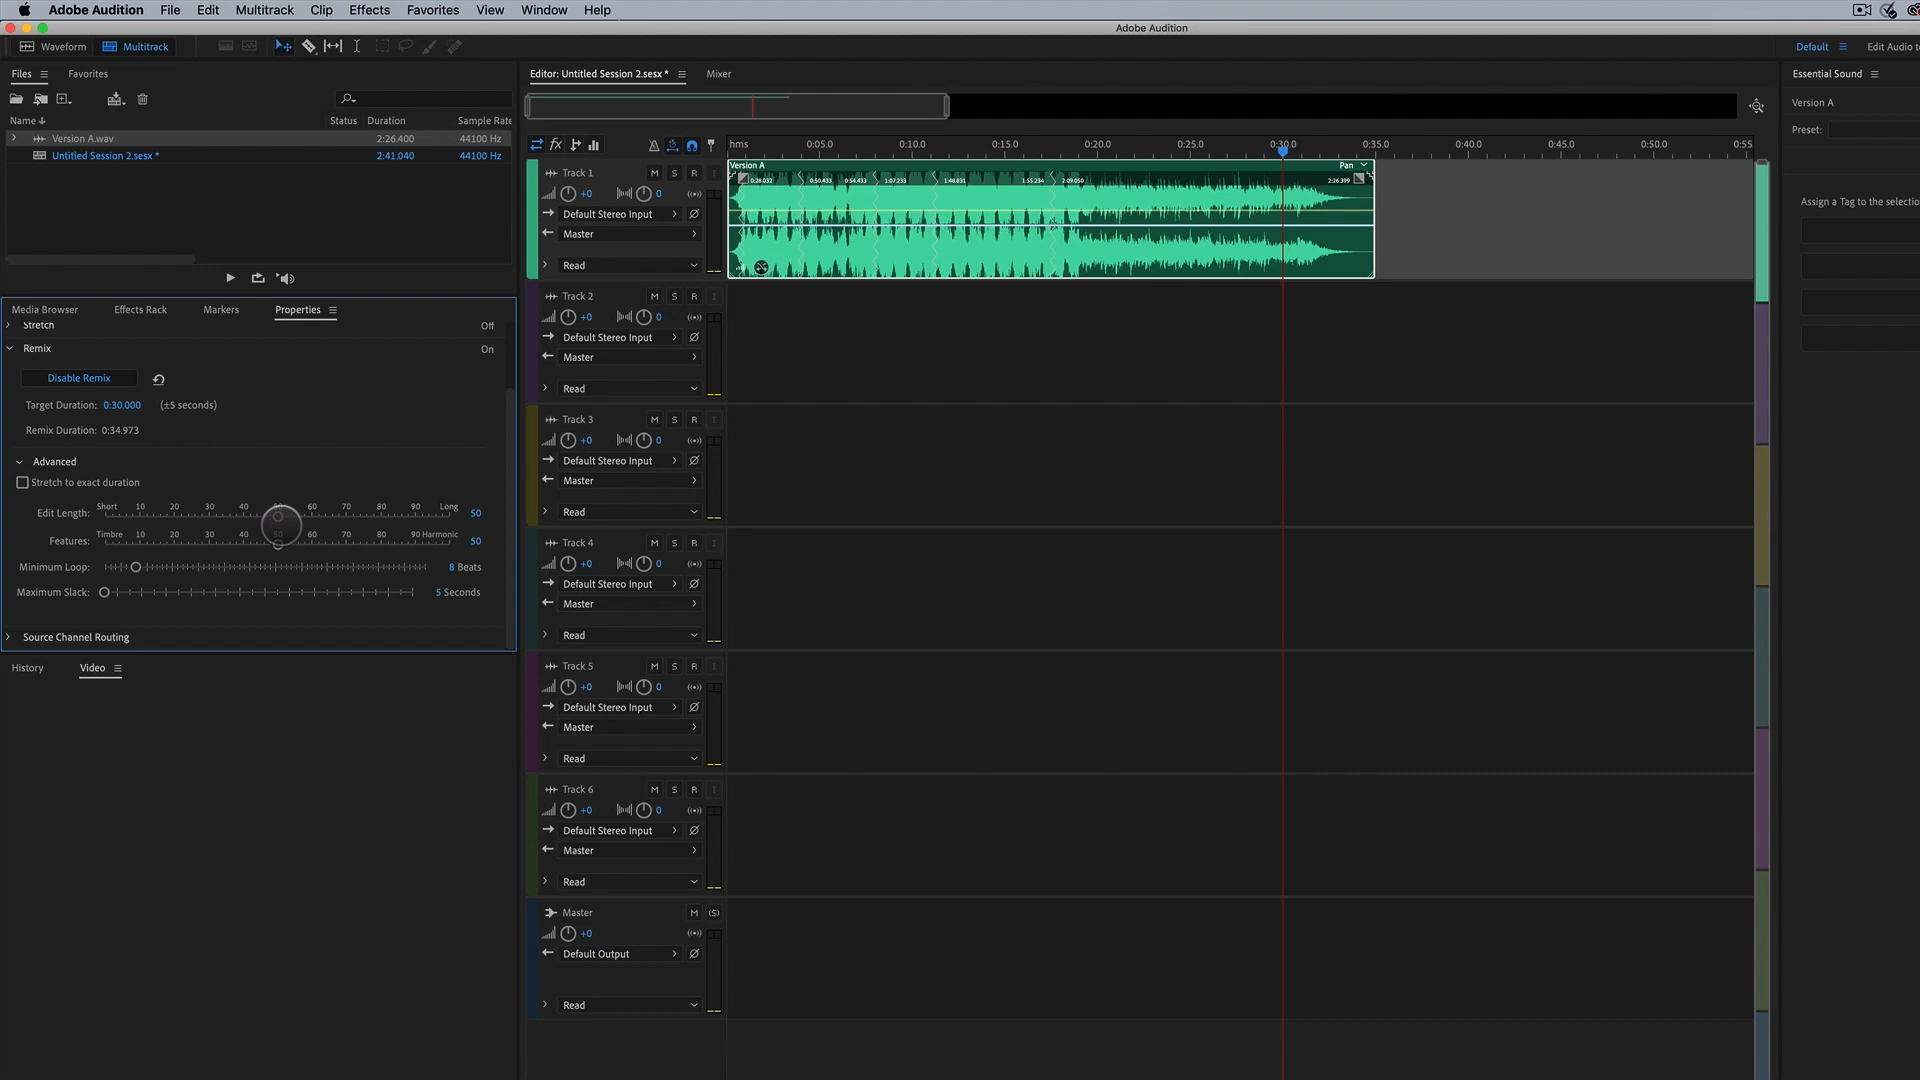 Adobe Audition File Edit Multitrack Clip Effects Favorites View Window Help
Adobe Audition
Waveform Multitrack
Default Edit Audio to
Files Favorites
Name Status Duration Sample Rate
Version A.wav 2:26.400 44100 Hz
Untitled Session 2.sesx * 2:41.040 44100 Hz
Media Browser Effects Rack Markers Properties
Stretch Off
Remix On
Disable Remix
Target Duration: 0:30.000 (±5 seconds)
Remix Duration: 0:34.973
Advanced
Stretch to exact duration
Short 10 20 30 40 50 60 70 80 90 Long
Edit Length: 50
Timbre 10 20 30 40 50 60 70 80 90 Harmonic
Features: 50
Minimum Loop: 8 Beats
Maximum Slack: 5 Seconds
Source Channel Routing
History Video
Editor: Untitled Session 2.sesx * Mixer
fx
hms 0:05.0 0:10.0 0:15.0 0:20.0 0:25.0 0:30.0 0:35.0 0:40.0 0:45.0 0:50.0 0:55
Version A Pan
0:28.032 0:50.433 0:54.433 1:07.233 1:48.831 1:55.234 2:09.050 2:26.399
Track 1 M S R I
+0 0
Default Stereo Input
Master
Read
Track 2 M S R I
+0 0
Default Stereo Input
Master
Read
Track 3 M S R I
+0 0
Default Stereo Input
Master
Read
Track 4 M S R I
+0 0
Default Stereo Input
Master
Read
Track 5 M S R I
+0 0
Default Stereo Input
Master
Read
Track 6 M S R I
+0 0
Default Stereo Input
Master
Read
Master M (S)
+0
Default Output
Read
Essential Sound
Version A
Preset:
Assign a Tag to the selectio